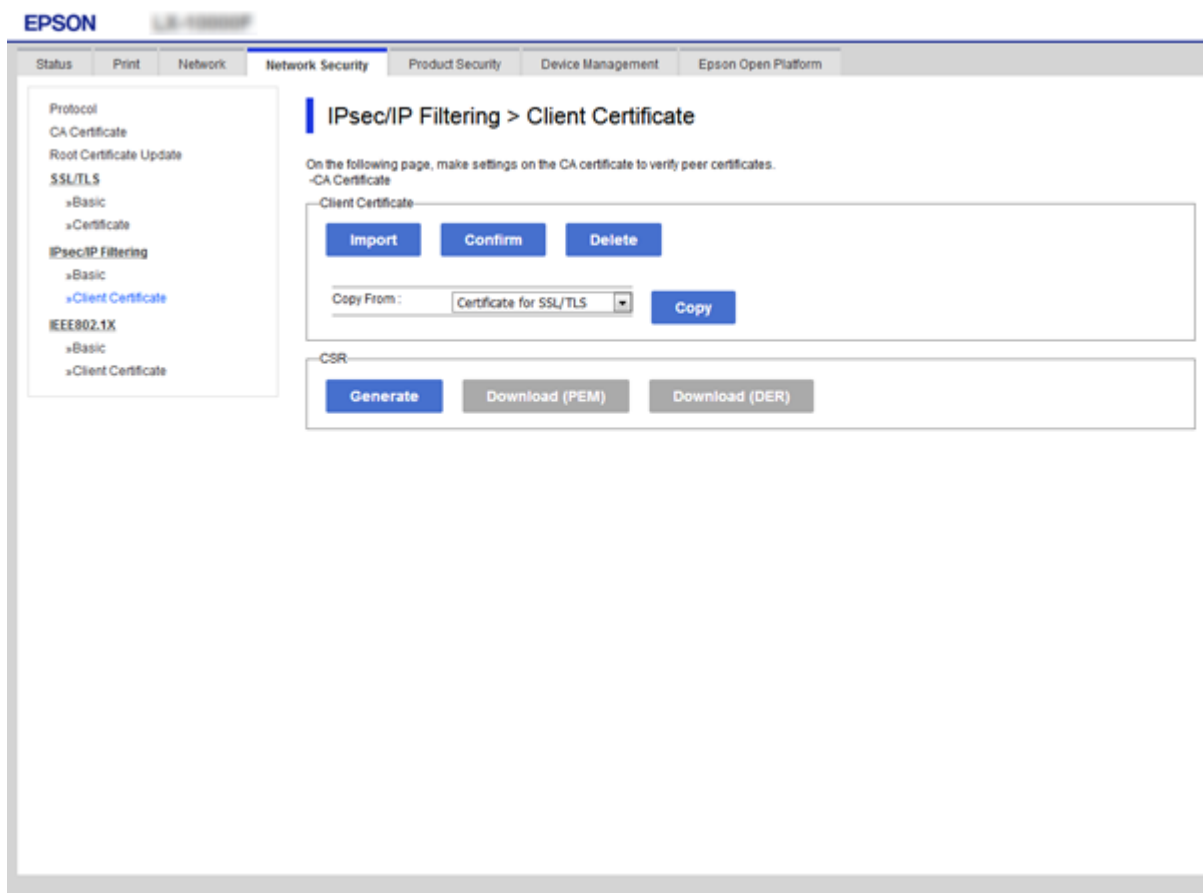 EPSON
Status Print Network Network Security Product Security Device Management Epson Open Platform
Protocol
CA Certificate
Root Certificate Update
SSL/TLS
»Basic
»Certificate
IPsec/IP Filtering
»Basic
»Client Certificate
IEEE802.1X
»Basic
»Client Certificate
IPsec/IP Filtering > Client Certificate
On the following page, make settings on the CA certificate to verify peer certificates.
-CA Certificate
Client Certificate
Import Confirm Delete
Copy From : Certificate for SSL/TLS Copy
CSR
Generate Download (PEM) Download (DER)